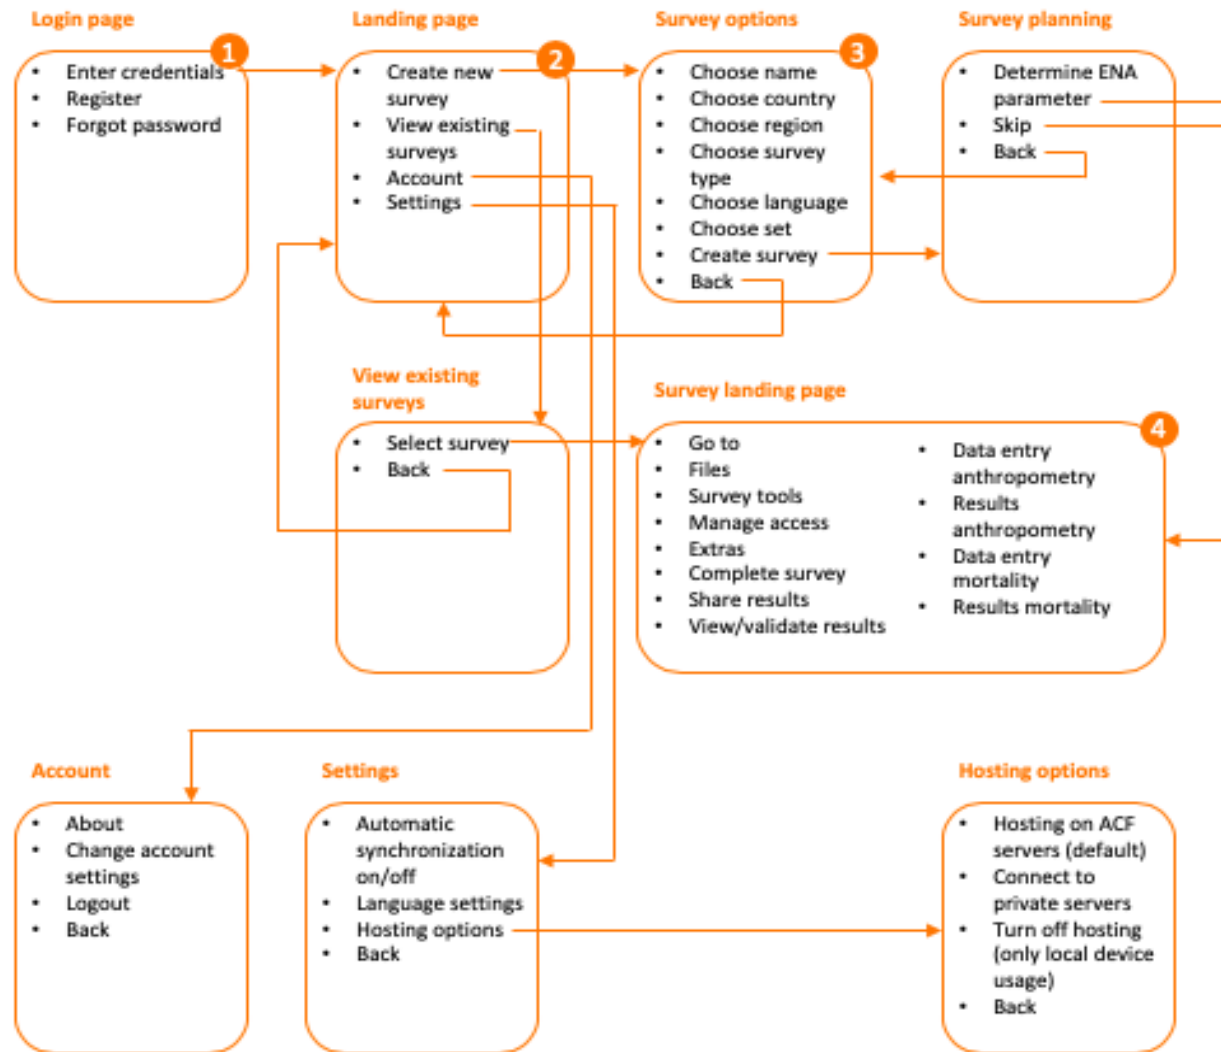 Login page
1
• Enter credentials
• Register
• Forgot password
Landing page
2
• Create new
survey
• View existing
surveys
• Account
• Settings
Survey options
3
• Choose name
• Choose country
• Choose region
• Choose survey
type
• Choose language
• Choose set
• Create survey
• Back
Survey planning
• Determine ENA
parameter
• Skip
• Back
View existing
surveys
• Select survey
• Back
Survey landing page
4
• Go to
• Files
• Survey tools
• Manage access
• Extras
• Complete survey
• Share results
• View/validate results
• Data entry
anthropometry
• Results
anthropometry
• Data entry
mortality
• Results mortality
Account
• About
• Change account
settings
• Logout
• Back
Settings
• Automatic
synchronization
on/off
• Language settings
• Hosting options
• Back
Hosting options
• Hosting on ACF
servers (default)
• Connect to
private servers
• Turn off hosting
(only local device
usage)
• Back